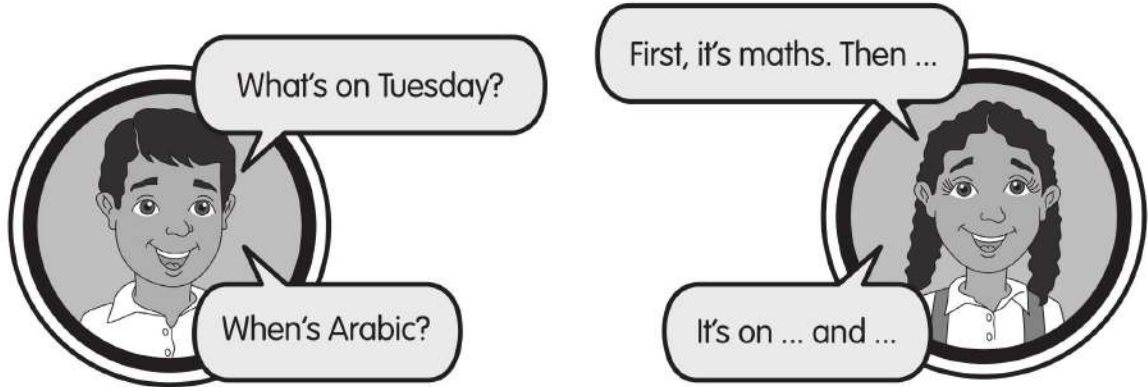 What's on Tuesday?
First, it's maths. Then ...
When's Arabic?
It's on ... and ...